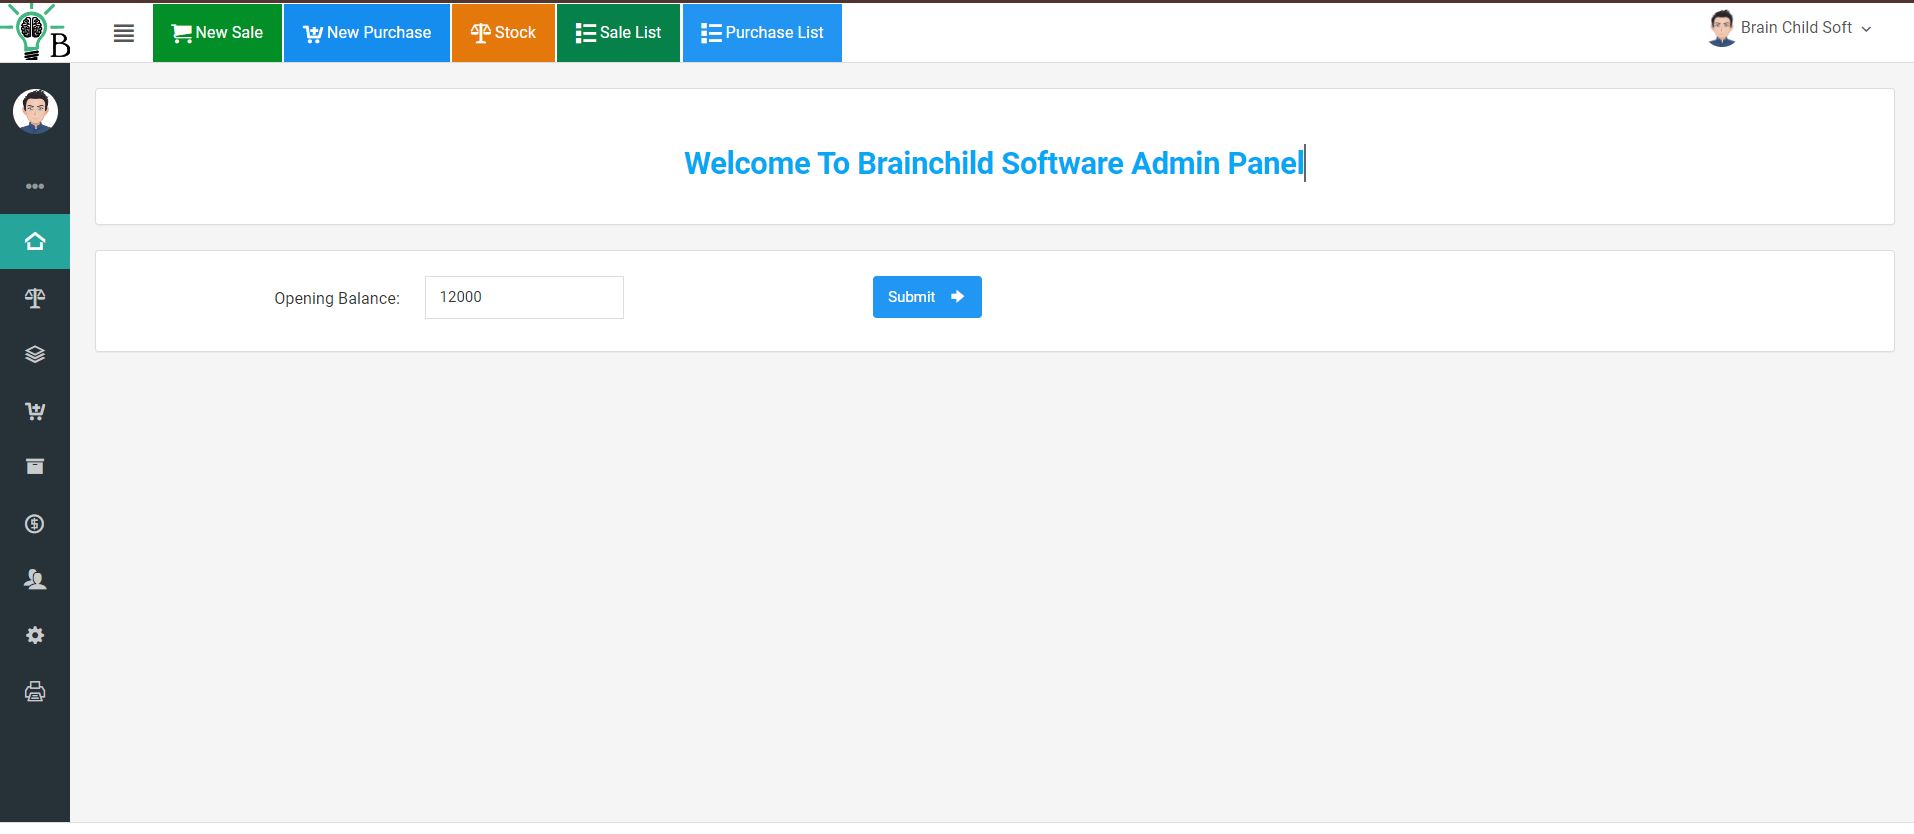 B
New Sale
New Purchase
Stock
Sale List
Purchase List
Brain Child Soft
Welcome To Brainchild Software Admin Panel
Opening Balance:
12000
Submit